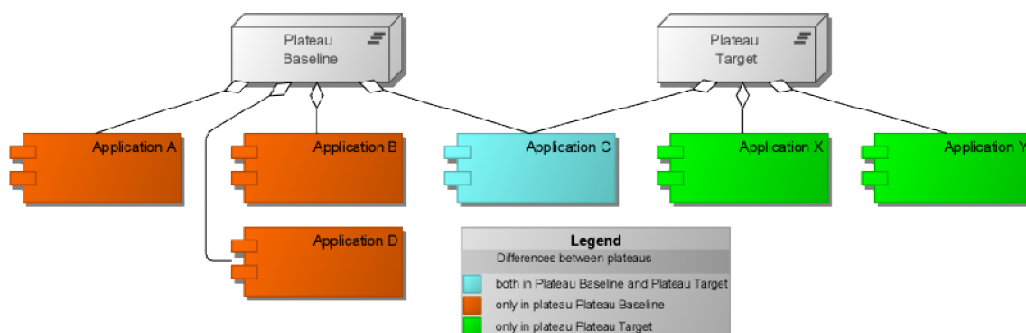 Plateau
Baseline
Plateau
Target
Application A
Application B
Application C
Application X
Application Y
Application D
Legend
Differences between plateaus
both in Plateau Baseline and Plateau Target
only in plateau Plateau Baseline
only in plateau Plateau Target